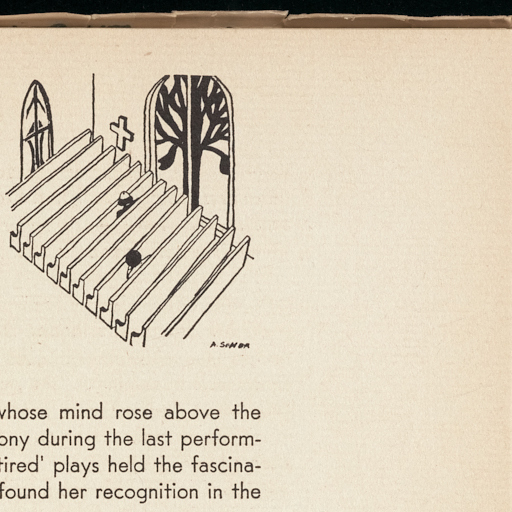 whose mind rose above the
ony during the last perform-
tired' plays held the fascina-
found her recognition in the